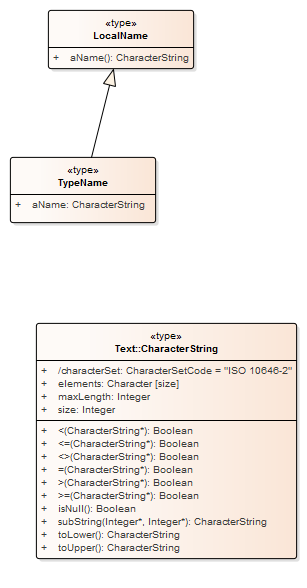 «type»
LocalName
+ aName(): CharacterString
«type»
TypeName
+ aName: CharacterString
«type»
Text::CharacterString
+ /characterSet: CharacterSetCode = "ISO 10646-2"
+ elements: Character [size]
+ maxLength: Integer
+ size: Integer
+ <(CharacterString*): Boolean
+ <=(CharacterString*): Boolean
+ <>(CharacterString*): Boolean
+ =(CharacterString*): Boolean
+ >(CharacterString*): Boolean
+ >=(CharacterString*): Boolean
+ isNull(): Boolean
+ subString(Integer*, Integer*): CharacterString
+ toLower(): CharacterString
+ toUpper(): CharacterString